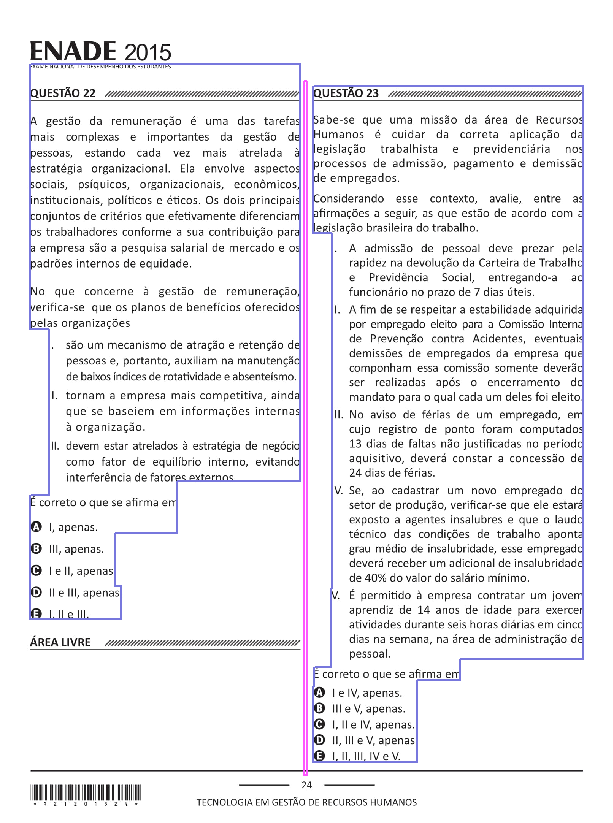 ENADE 2015
EXAME NACIONAL DE DESEMPENHO DOS ESTUDANTES
QUESTÃO 22
A gestão da remuneração é uma das tarefas
mais complexas e importantes da gestão de
pessoas, estando cada vez mais atrelada à
estratégia organizacional. Ela envolve aspectos
sociais, psíquicos, organizacionais, econômicos,
institucionais, políticos e éticos. Os dois principais
conjuntos de critérios que efetivamente diferenciam
os trabalhadores conforme a sua contribuição para
a empresa são a pesquisa salarial de mercado e os
padrões internos de equidade.
No que concerne à gestão de remuneração,
verifica-se que os planos de benefícios oferecidos
pelas organizações
I. são um mecanismo de atração e retenção de
pessoas e, portanto, auxiliam na manutenção
de baixos índices de rotatividade e absenteísmo.
II. tornam a empresa mais competitiva, ainda
que se baseiem em informações internas
à organização.
III. devem estar atrelados à estratégia de negócio
como fator de equilíbrio interno, evitando
interferência de fatores externos.
É correto o que se afirma em
A I, apenas.
B III, apenas.
C I e II, apenas.
D II e III, apenas.
E I, II e III.
ÁREA LIVRE
QUESTÃO 23
Sabe-se que uma missão da área de Recursos
Humanos é cuidar da correta aplicação da
legislação trabalhista e previdenciária nos
processos de admissão, pagamento e demissão
de empregados.
Considerando esse contexto, avalie, entre as
afirmações a seguir, as que estão de acordo com a
legislação brasileira do trabalho.
I. A admissão de pessoal deve prezar pela
rapidez na devolução da Carteira de Trabalho
e Previdência Social, entregando-a ao
funcionário no prazo de 7 dias úteis.
II. A fim de se respeitar a estabilidade adquirida
por empregado eleito para a Comissão Interna
de Prevenção contra Acidentes, eventuais
demissões de empregados da empresa que
componham essa comissão somente deverão
ser realizadas após o encerramento do
mandato para o qual cada um deles foi eleito.
III. No aviso de férias de um empregado, em
cujo registro de ponto foram computados
13 dias de faltas não justificadas no período
aquisitivo, deverá constar a concessão de
24 dias de férias.
IV. Se, ao cadastrar um novo empregado do
setor de produção, verificar-se que ele estará
exposto a agentes insalubres e que o laudo
técnico das condições de trabalho aponta
grau médio de insalubridade, esse empregado
deverá receber um adicional de insalubridade
de 40% do valor do salário mínimo.
V. É permitido à empresa contratar um jovem
aprendiz de 14 anos de idade para exercer
atividades durante seis horas diárias em cinco
dias na semana, na área de administração de
pessoal.
É correto o que se afirma em
A I e IV, apenas.
B III e V, apenas.
C I, II e IV, apenas.
D II, III e V, apenas.
E I, II, III, IV e V.
24
TECNOLOGIA EM GESTÃO DE RECURSOS HUMANOS